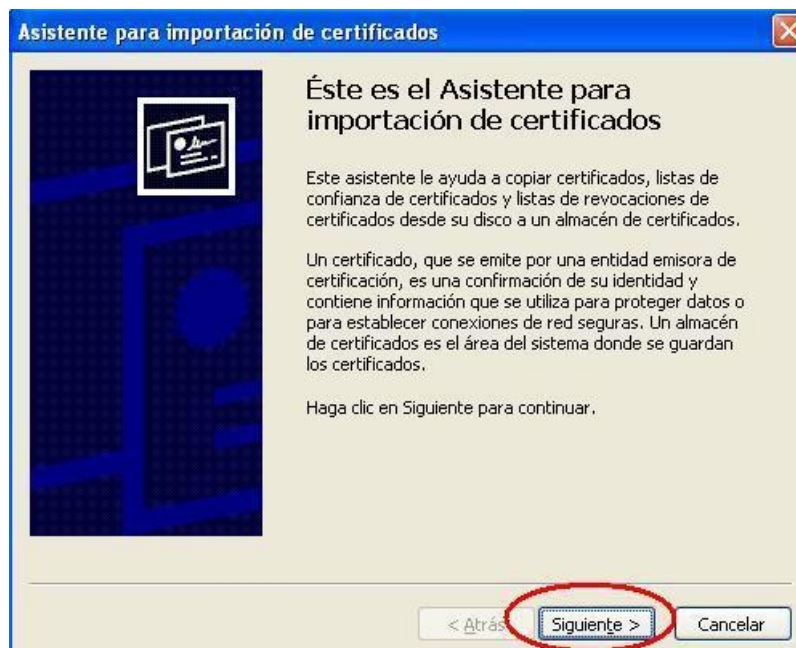 Asistente para importación de certificados
Éste es el Asistente para
importación de certificados
Este asistente le ayuda a copiar certificados, listas de
confianza de certificados y listas de revocaciones de
certificados desde su disco a un almacén de certificados.
Un certificado, que se emite por una entidad emisora de
certificación, es una confirmación de su identidad y
contiene información que se utiliza para proteger datos o
para establecer conexiones de red seguras. Un almacén
de certificados es el área del sistema donde se guardan
los certificados.
Haga clic en Siguiente para continuar.
< Atrás Siguiente > Cancelar